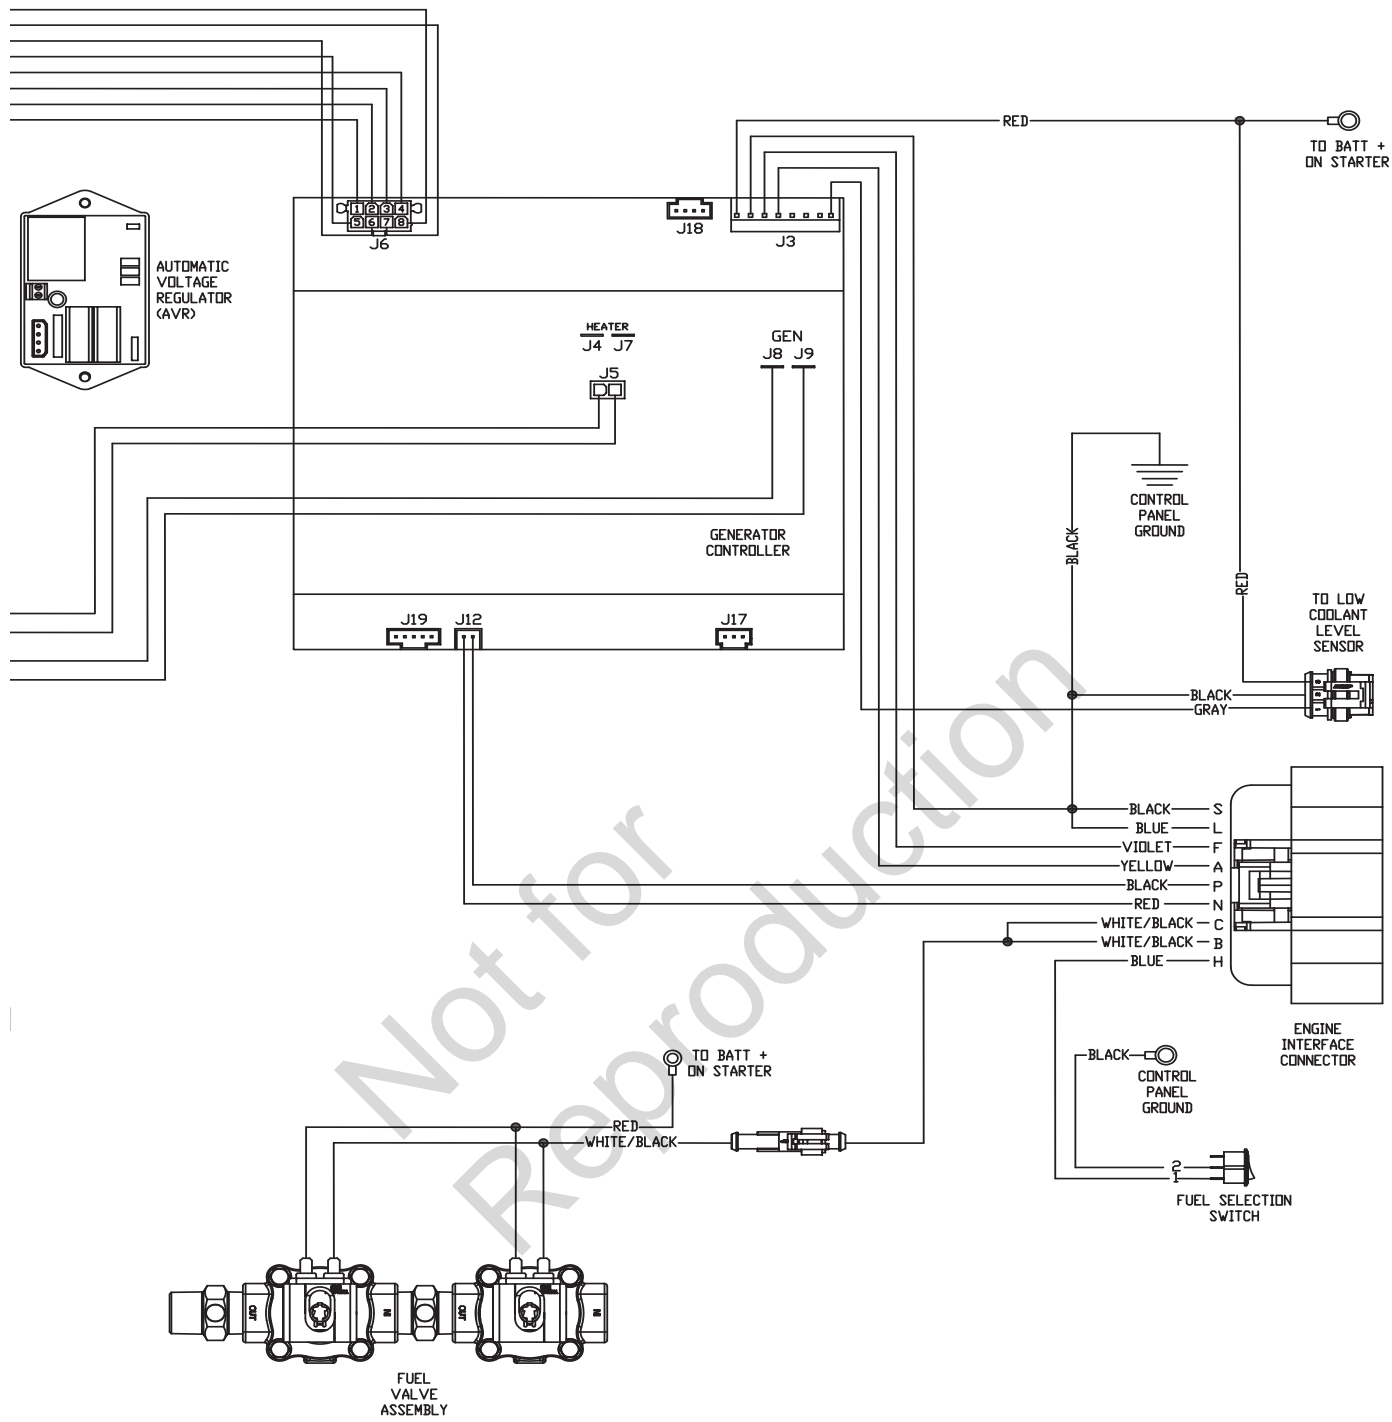 RED
TO BATT +
ON STARTER
1 2 3 4
5 6 7 8
J6
J18
J3
AUTOMATIC
VOLTAGE
REGULATOR
(AVR)
HEATER
J4 J7
GEN
J8 J9
J5
CONTROL
PANEL
GROUND
BLACK
GENERATOR
CONTROLLER
RED
TO LOW
COOLANT
LEVEL
SENSOR
J19
J12
J17
BLACK
GRAY
BLACK S
BLUE L
VIOLET F
YELLOW A
BLACK P
RED N
WHITE/BLACK C
WHITE/BLACK B
BLUE H
ENGINE
INTERFACE
CONNECTOR
TO BATT +
ON STARTER
BLACK
CONTROL
PANEL
GROUND
RED
WHITE/BLACK
2
1
FUEL SELECTION
SWITCH
OUT
IN
OUT
IN
FUEL
VALVE
ASSEMBLY
Not for
Reproduction